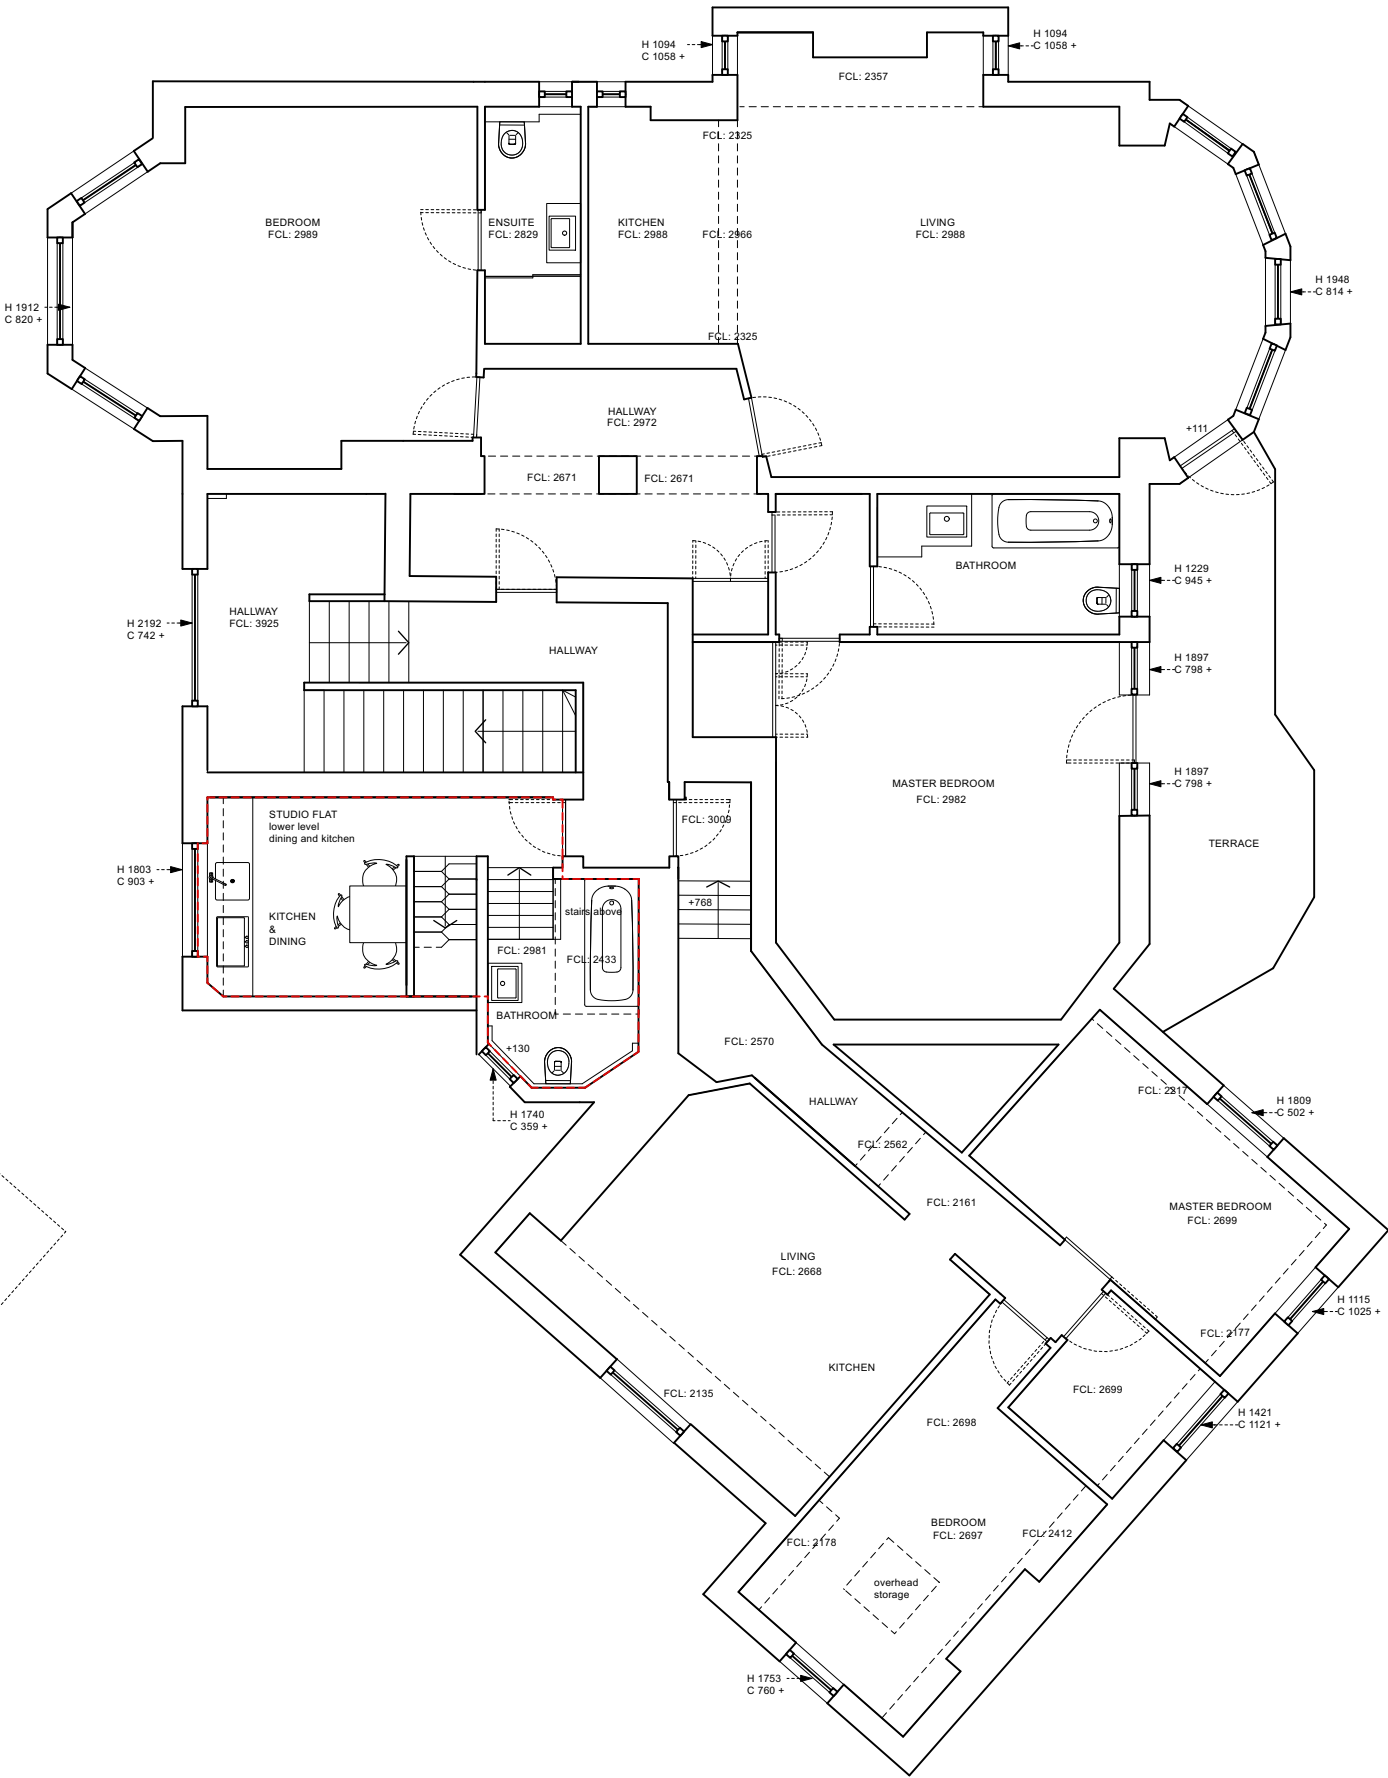 H 1094
C 1058 +
H 1094
C 1058 +
FCL: 2357
FCL: 2325
BEDROOM
FCL: 2989
ENSUITE
FCL: 2829
KITCHEN
FCL: 2988
FCL: 2966
LIVING
FCL: 2988
H 1912
C 820 +
H 1948
C 814 +
FCL: 2325
HALLWAY
FCL: 2972
+111
FCL: 2671
FCL: 2671
BATHROOM
H 1229
C 945 +
HALLWAY
FCL: 3925
H 2192
C 742 +
HALLWAY
H 1897
C 798 +
MASTER BEDROOM
FCL: 2982
H 1897
C 798 +
STUDIO FLAT
lower level
dining and kitchen
FCL: 3009
TERRACE
H 1803
C 903 +
+768
stairs above
KITCHEN
&
DINING
FCL: 2981
FCL: 2433
BATHROOM
+130
FCL: 2570
H 1740
C 359 +
HALLWAY
FCL: 2217
H 1809
C 502 +
FCL: 2562
FCL: 2161
MASTER BEDROOM
FCL: 2699
LIVING
FCL: 2668
H 1115
C 1025 +
FCL: 2177
KITCHEN
FCL: 2135
FCL: 2699
FCL: 2698
H 1421
C 1121 +
BEDROOM
FCL: 2697
FCL: 2412
FCL: 2178
overhead
storage
H 1753
C 760 +